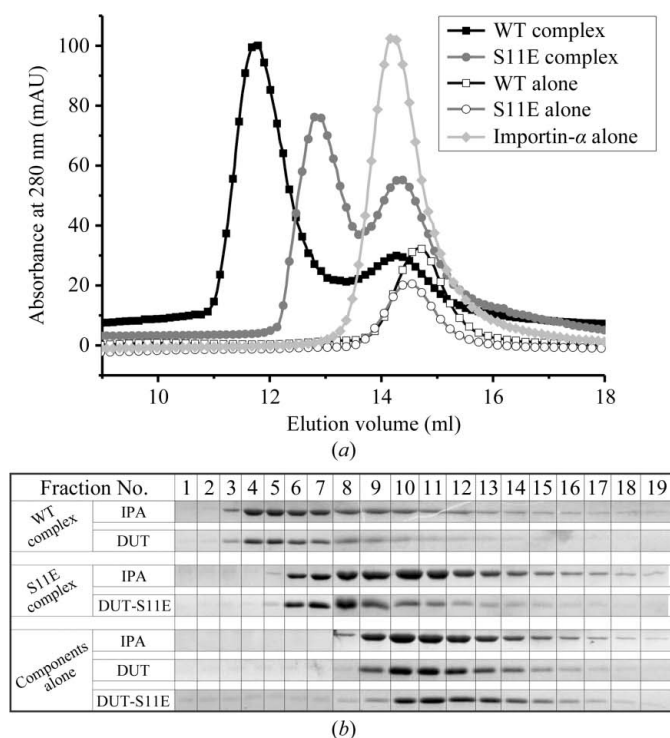 100
80
60
40
20
0
Absorbance at 280 nm (mAU)
WT complex
S11E complex
WT alone
S11E alone
Importin-α alone
10 12 14 16 18
Elution volume (ml)
(a)
Fraction No. 1 2 3 4 5 6 7 8 9 10 11 12 13 14 15 16 17 18 19
WT complex
IPA
DUT
S11E complex
IPA
DUT-S11E
Components alone
IPA
DUT
DUT-S11E
(b)